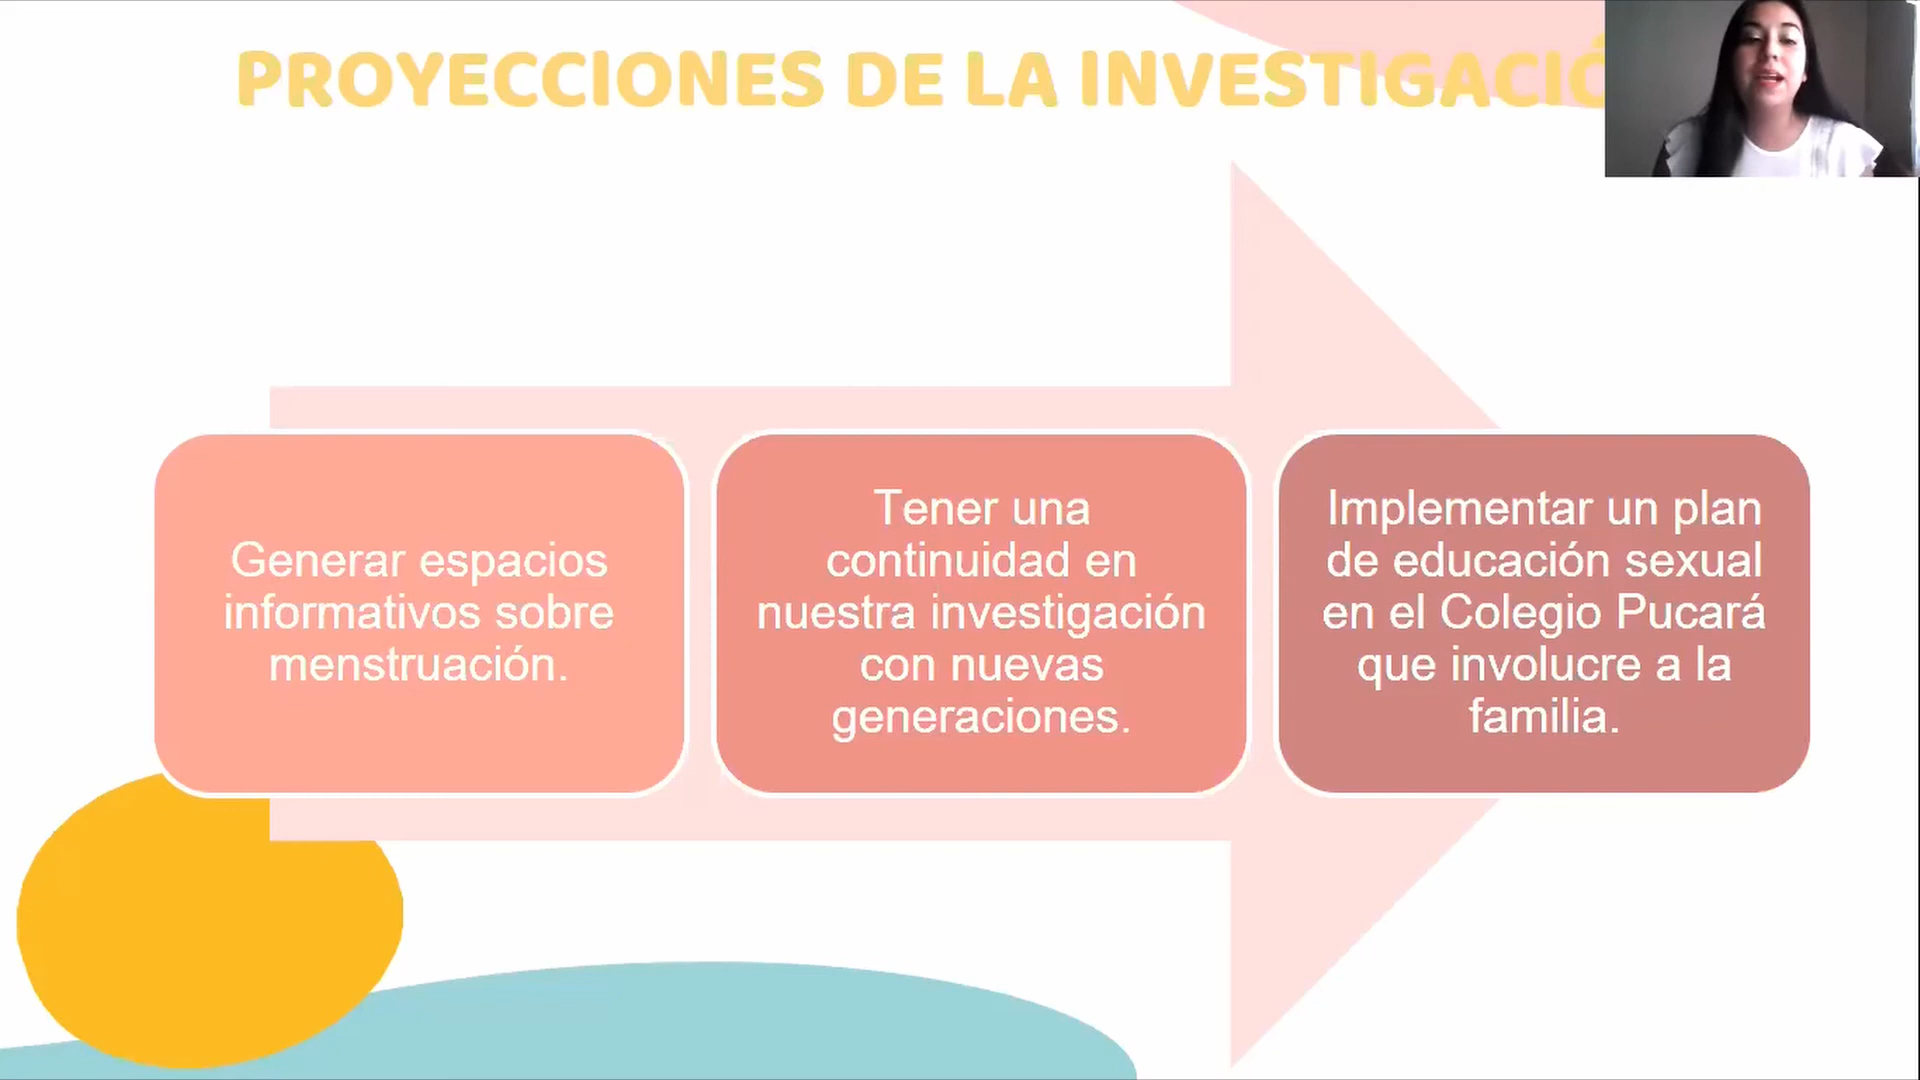 PROYECCIONES DE LA INVESTIGACIÓ
Generar espacios
informativos sobre
menstruación.
Tener una
continuidad en
nuestra investigación
con nuevas
generaciones.
Implementar un plan
de educación sexual
en el Colegio Pucará
que involucre a la
familia.